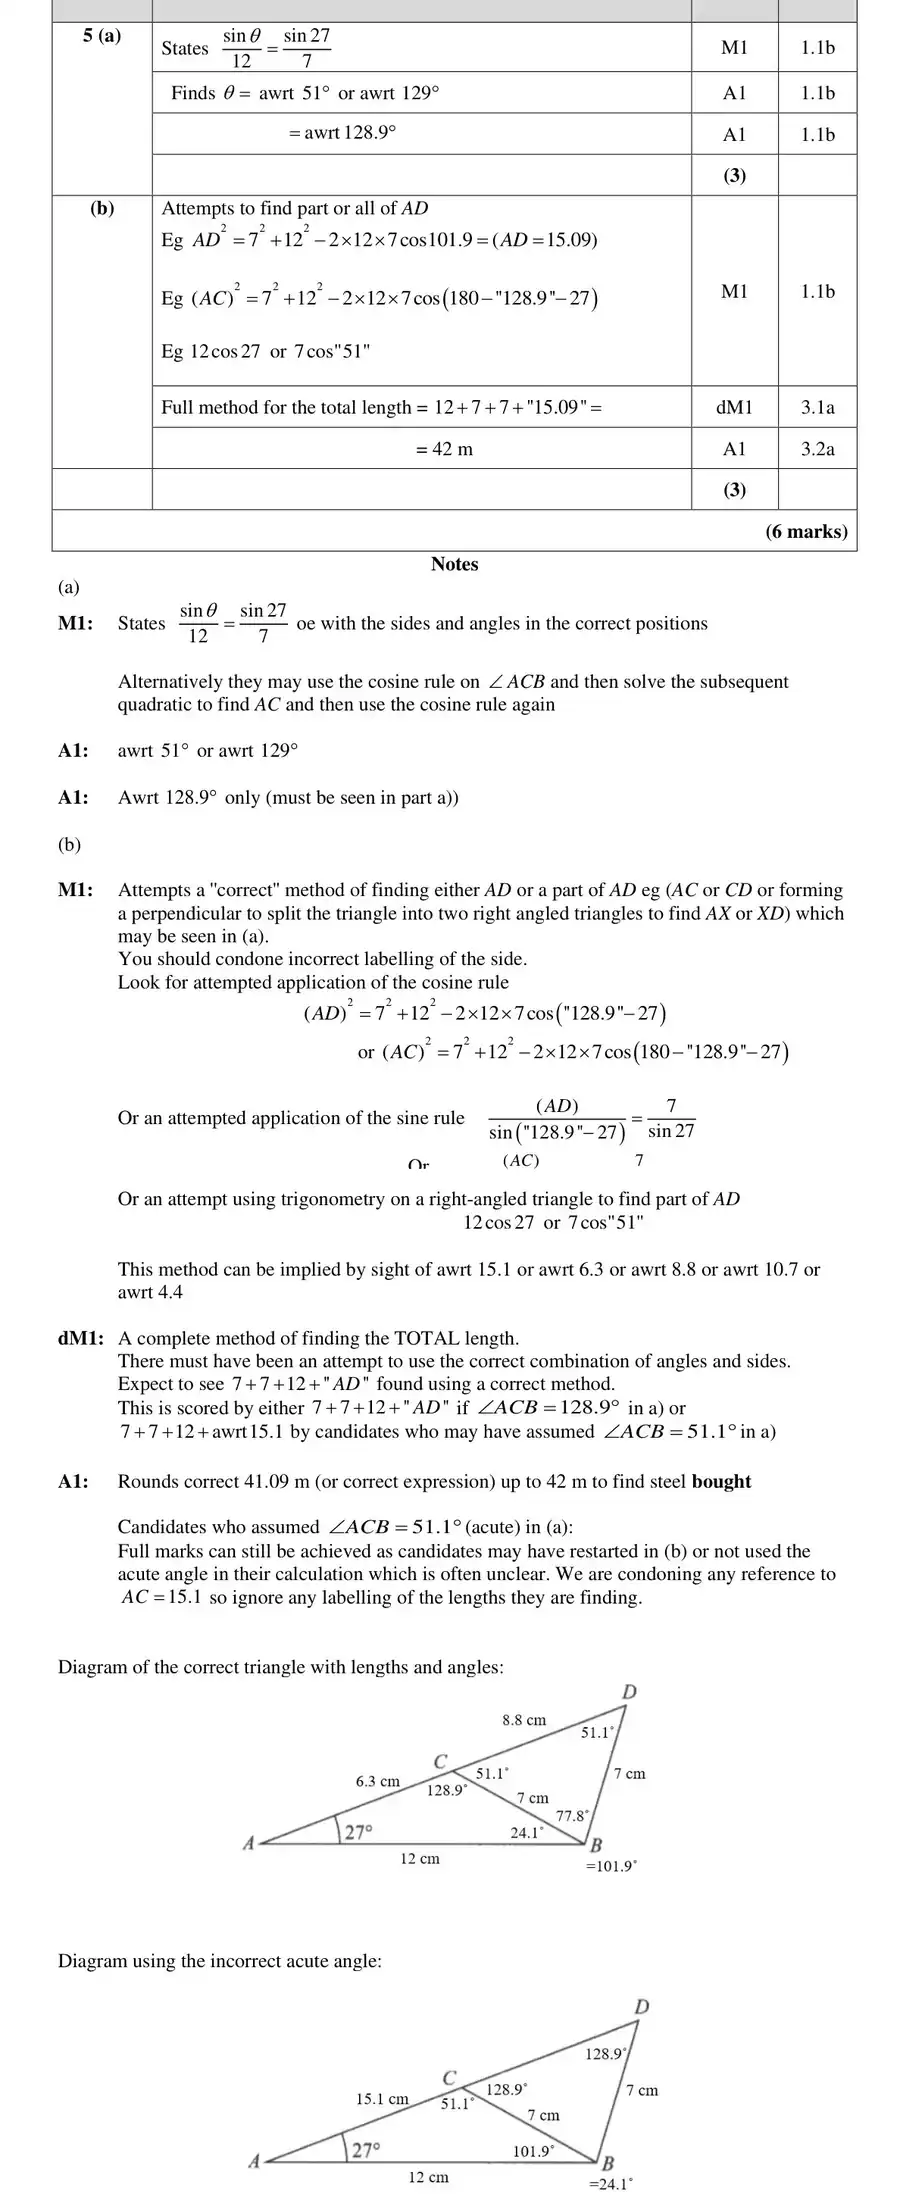 5 (a)
States sin θ / 12 = sin 27 / 7
M1
1.1b
Finds θ = awrt 51° or awrt 129°
A1
1.1b
= awrt 128.9°
A1
1.1b
(3)
(b)
Attempts to find part or all of AD
Eg AD² = 7² + 12² − 2×12×7cos101.9 = (AD = 15.09)
Eg (AC)² = 7² + 12² − 2×12×7cos(180−"128.9"−27)
Eg 12cos27 or 7cos"51"
M1
1.1b
Full method for the total length = 12+7+7+"15.09"=
dM1
3.1a
= 42 m
A1
3.2a
(3)
(6 marks)
Notes
(a)
M1: States sin θ / 12 = sin 27 / 7 oe with the sides and angles in the correct positions
Alternatively they may use the cosine rule on ∠ACB and then solve the subsequent
quadratic to find AC and then use the cosine rule again
A1: awrt 51° or awrt 129°
A1: Awrt 128.9° only (must be seen in part a))
(b)
M1: Attempts a "correct" method of finding either AD or a part of AD eg (AC or CD or forming
a perpendicular to split the triangle into two right angled triangles to find AX or XD) which
may be seen in (a).
You should condone incorrect labelling of the side.
Look for attempted application of the cosine rule
(AD)² = 7² + 12² − 2×12×7cos("128.9"−27)
or (AC)² = 7² + 12² − 2×12×7cos(180−"128.9"−27)
Or an attempted application of the sine rule (AD) / sin("128.9"−27) = 7 / sin 27
Or (AC) 7
Or an attempt using trigonometry on a right-angled triangle to find part of AD
12cos27 or 7cos"51"
This method can be implied by sight of awrt 15.1 or awrt 6.3 or awrt 8.8 or awrt 10.7 or
awrt 4.4
dM1: A complete method of finding the TOTAL length.
There must have been an attempt to use the correct combination of angles and sides.
Expect to see 7+7+12+"AD" found using a correct method.
This is scored by either 7+7+12+"AD" if ∠ACB = 128.9° in a) or
7+7+12+awrt15.1 by candidates who may have assumed ∠ACB = 51.1° in a)
A1: Rounds correct 41.09 m (or correct expression) up to 42 m to find steel bought
Candidates who assumed ∠ACB = 51.1° (acute) in (a):
Full marks can still be achieved as candidates may have restarted in (b) or not used the
acute angle in their calculation which is often unclear. We are condoning any reference to
AC = 15.1 so ignore any labelling of the lengths they are finding.
Diagram of the correct triangle with lengths and angles:
D
8.8 cm
51.1°
C
6.3 cm
51.1°
7 cm
128.9°
7 cm
77.8°
27°
24.1°
A
B
12 cm
=101.9°
Diagram using the incorrect acute angle:
D
128.9°
C
128.9°
7 cm
15.1 cm
51.1°
7 cm
27°
101.9°
A
B
12 cm
=24.1°